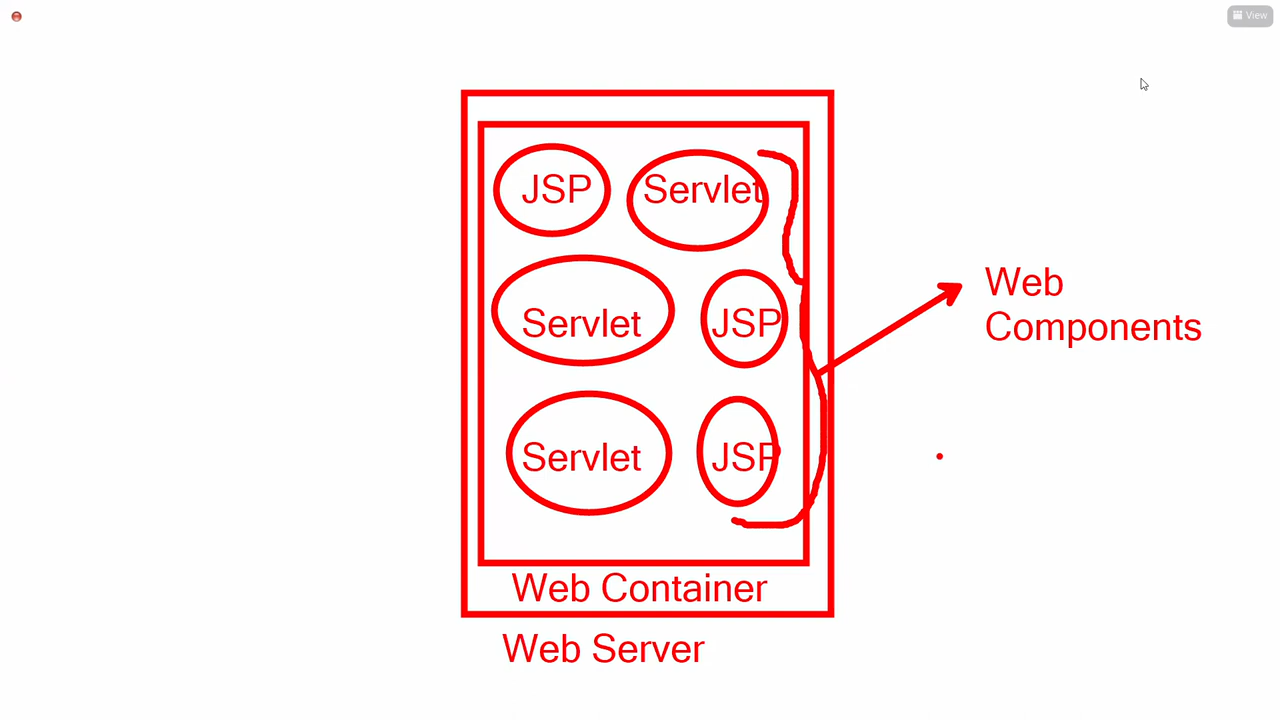 View
JSP
Servlet
Servlet
JSP
Servlet
JSP
Web
Components
Web Container
Web Server